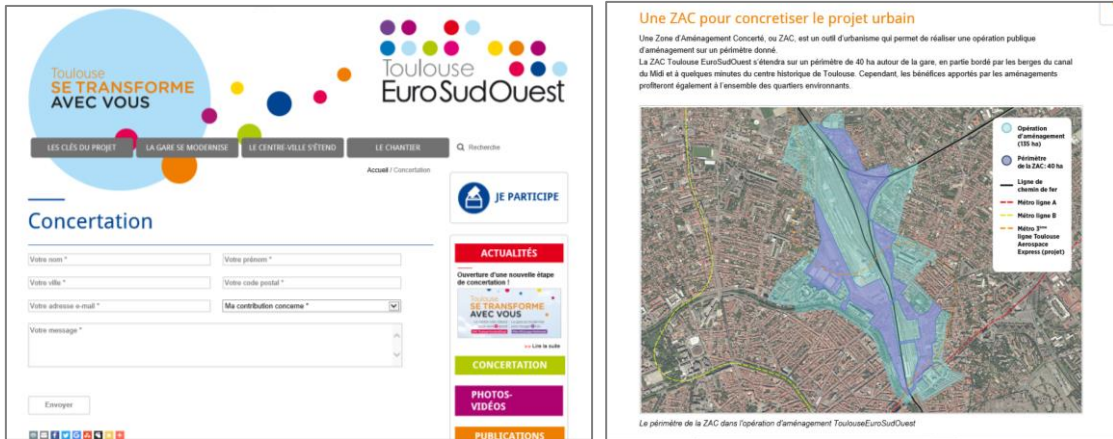 Toulouse
SE TRANSFORME
AVEC VOUS
Toulouse
EuroSudOuest
LES CLÉS DU PROJET
LA GARE SE MODERNISE
LE CENTRE-VILLE S'ÉTEND
LE CHANTIER
Recherche
Accueil / Concertation
JE PARTICIPE
Concertation
Votre nom *
Votre prénom *
Votre ville *
Votre code postal *
Votre adresse e-mail *
Ma contribution concerne *
Votre message *
Envoyer
ACTUALITÉS
Ouverture d'une nouvelle étape
de concertation !
Toulouse
SE TRANSFORME
AVEC VOUS
>> Lire la suite
CONCERTATION
PHOTOS-
VIDÉOS
PUBLICATIONS
Une ZAC pour concretiser le projet urbain
Une Zone d'Aménagement Concerté, ou ZAC, est un outil d'urbanisme qui permet de réaliser une opération publique
d'aménagement sur un périmètre donné.
La ZAC Toulouse EuroSudOuest s'étendra sur un périmètre de 40 ha autour de la gare, en partie bordé par les berges du canal
du Midi et à quelques minutes du centre historique de Toulouse. Cependant, les bénéfices apportés par les aménagements
profiteront également à l'ensemble des quartiers environnants.
Opération
d'aménagement
(135 ha)
Périmètre
de la ZAC: 40 ha
Ligne de
chemin de fer
Métro ligne A
Métro ligne B
Métro 3ème
ligne Toulouse
Aerospace
Express (projet)
Le périmètre de la ZAC dans l'opération d'aménagement ToulouseEuroSudOuest